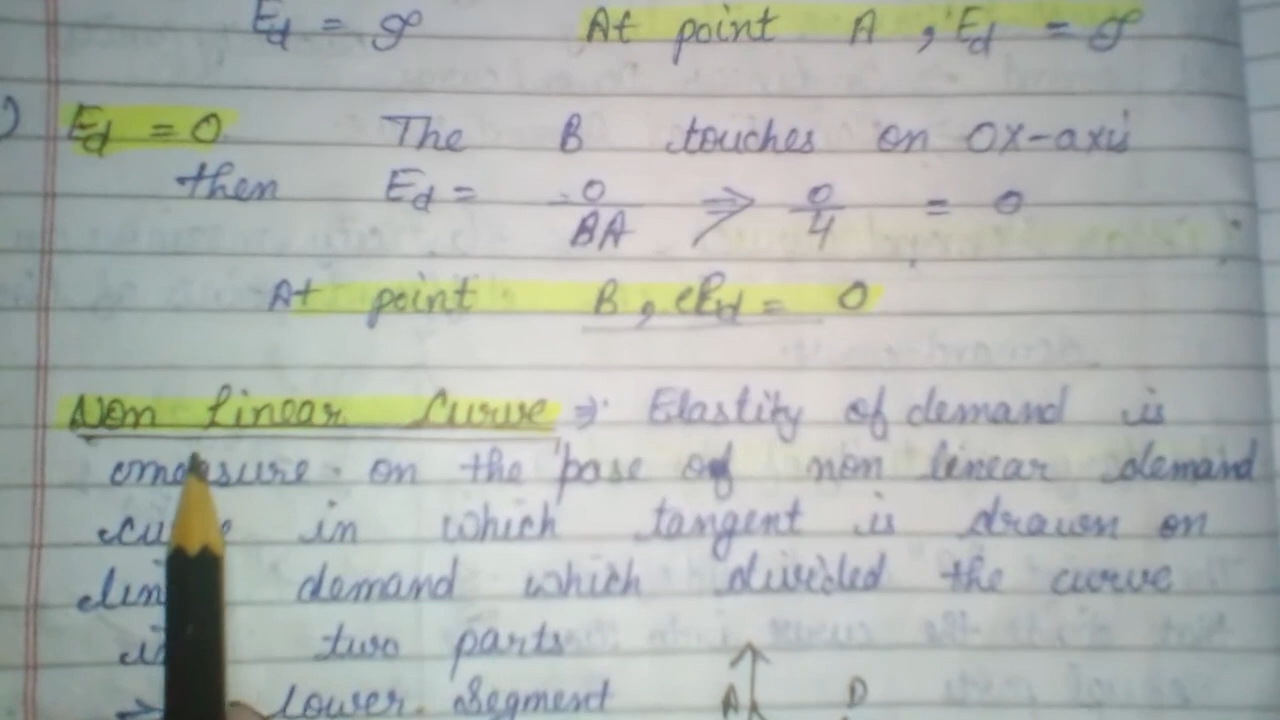 Ed = ∞ At point A , Ed = ∞
) Ed = 0 The B touches on OX-axis
then Ed = 0/BA ⇒ 0/4 = 0
At point B , Ed = 0
Non Linear Curve ⇒ Elastity of demand is
measure on the base of non linear demand
in which tangent is drawn on
demand which divided the curve
two parts
→ lower segment
A D